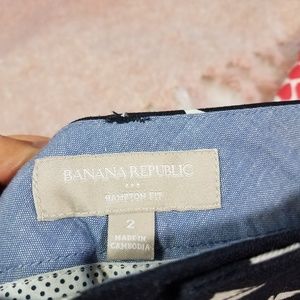 BANANA REPUBLIC
HAMPTON FIT
2
MADE IN
CAMBODIA